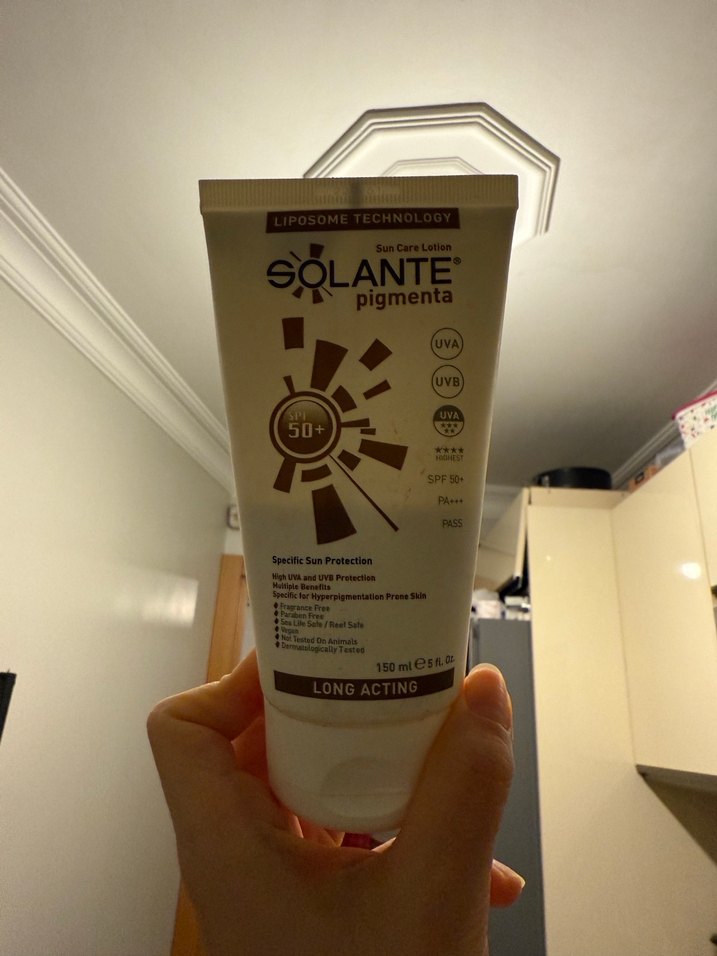 LIPOSOME TECHNOLOGY
Sun Care Lotion
SOLANTE®
pigmenta
UVA
UVB
SPF
50+
UVA
HIGHEST
SPF 50+
PA+++
PASS
Specific Sun Protection
High UVA and UVB Protection
Multiple Benefits
Specific for Hyperpigmentation Prone Skin
Fragrance Free
Paraben Free
Sea Life Safe / Reef Safe
Vegan
Not Tested On Animals
Dermatologically Tested
150 ml ℮ 5 fl. Oz.
LONG ACTING